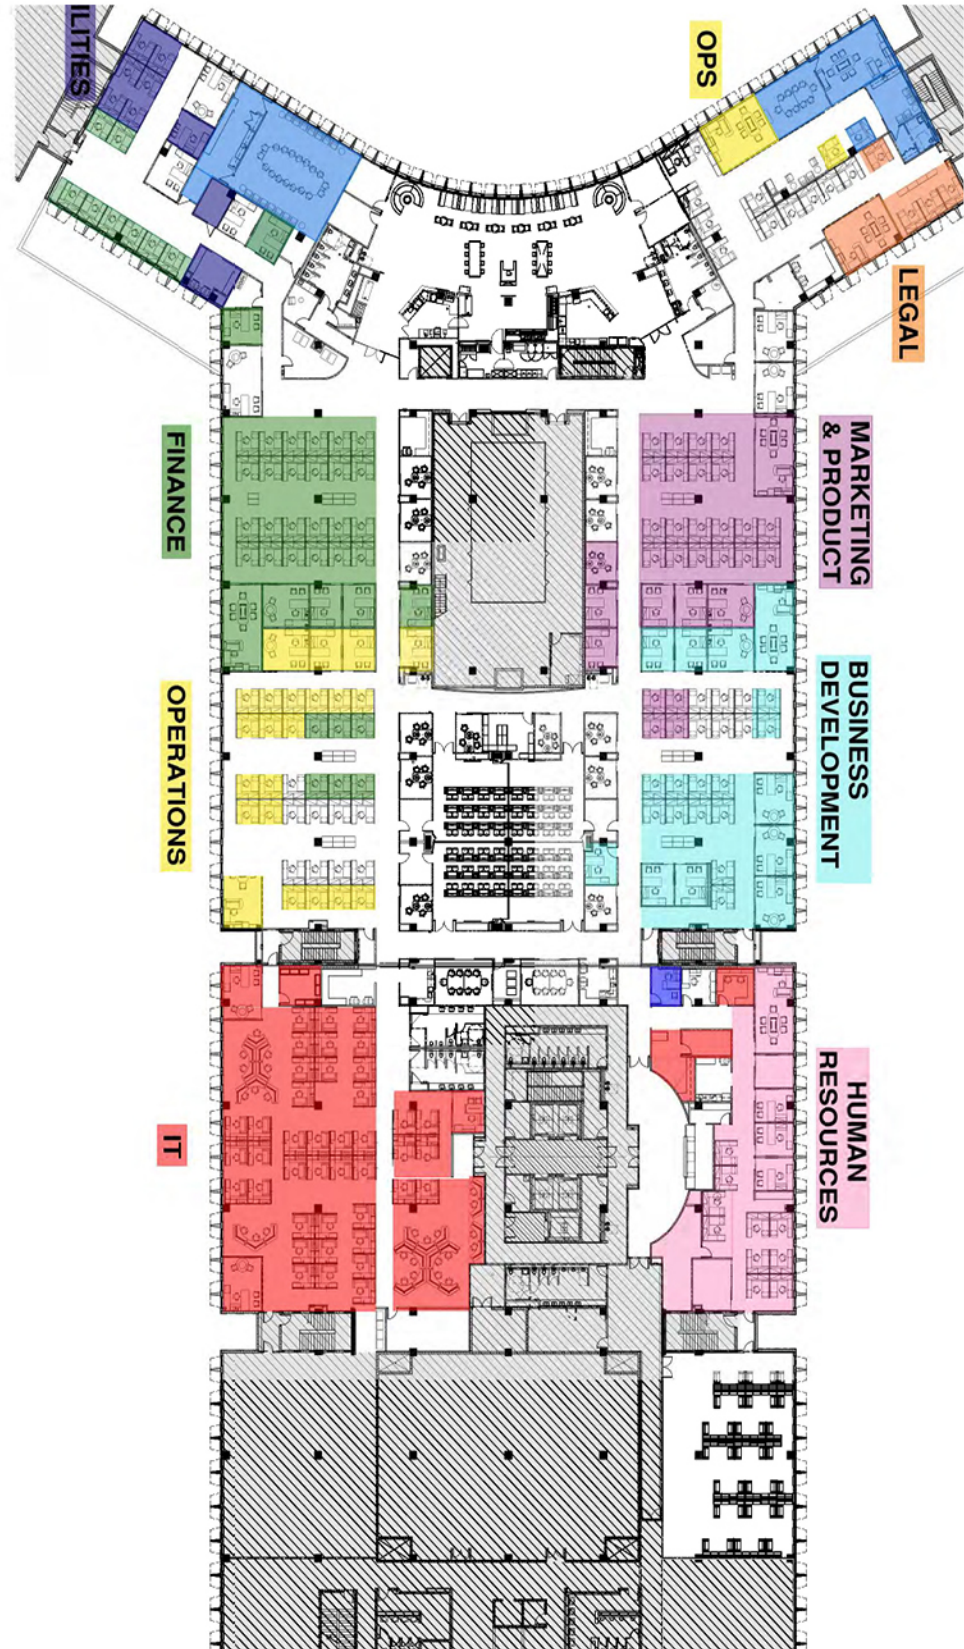 ILITIES
OPS
LEGAL
FINANCE
MARKETING
& PRODUCT
OPERATIONS
BUSINESS
DEVELOPMENT
IT
HUMAN
RESOURCES